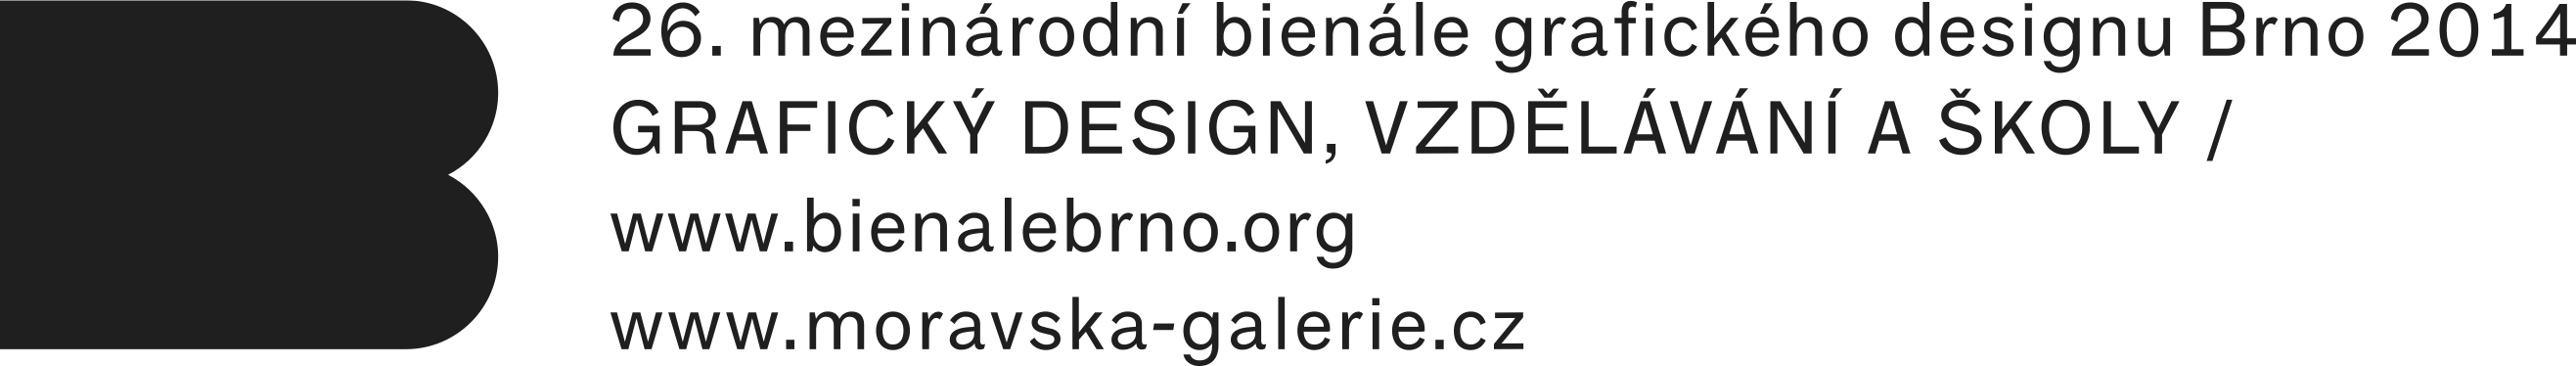 26. mezinárodní bienále grafického designu Brno 2014
GRAFICKÝ DESIGN, VZDĚLÁVÁNÍ A ŠKOLY /
www.bienalebrno.org
www.moravska-galerie.cz